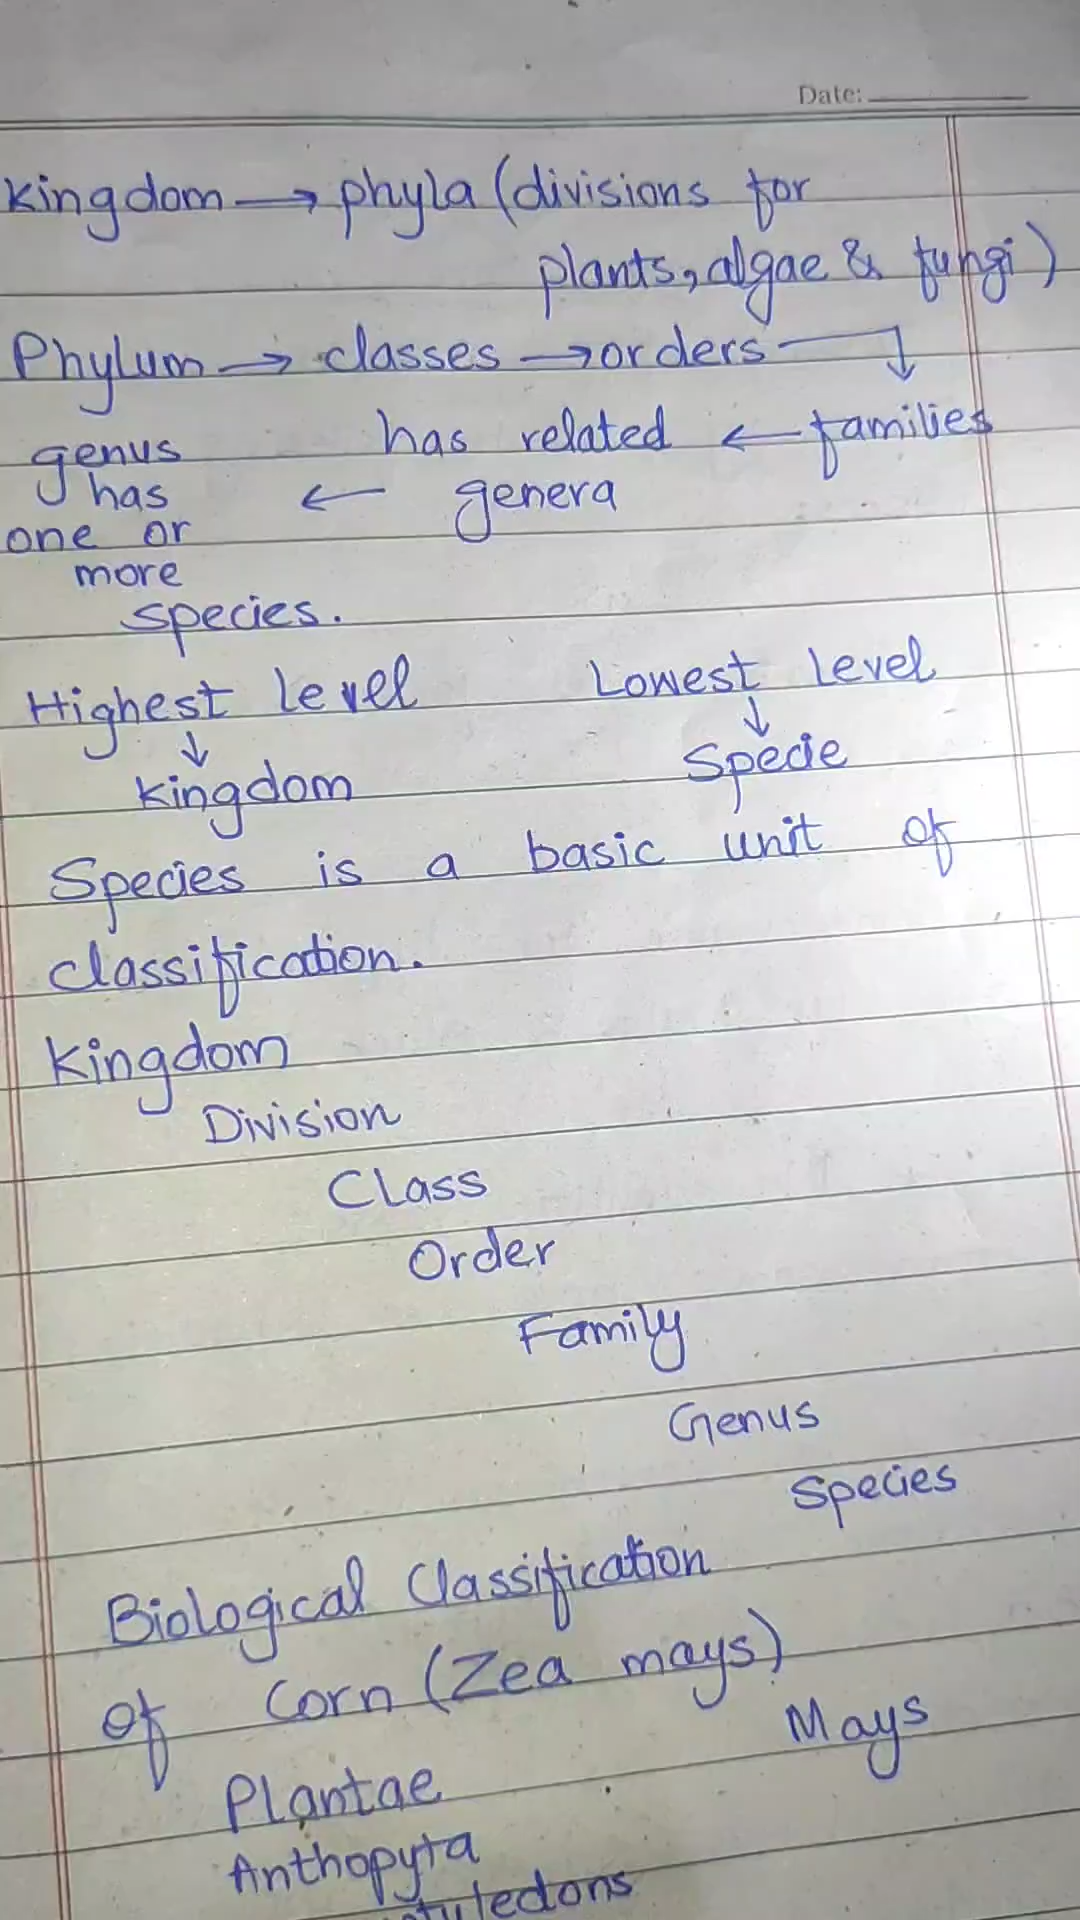 Date:
Kingdom → phyla (divisions for
plants, algae & fungi)
Phylum → classes → orders
has related ← families
genus
has ← genera
one or
more
species.
Highest level Lowest Level
↓ ↓
Kingdom Specie
Species is a basic unit of
classification.
Kingdom
Division
Class
Order
Family
Genus
Species
Biological Classification
of Corn (Zea mays)
Mays
Plantae
Anthopyta